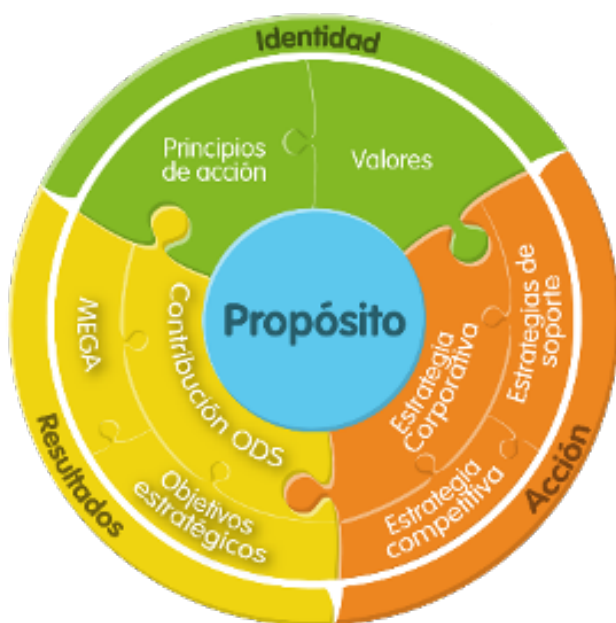 Identidad
Principios
de acción
Valores
Propósito
Estrategias de
soporte
Estrategia
Corporativa
Estrategia
competitiva
Acción
MEGA
Contribución ODS
Objetivos
estratégicos
Resultados